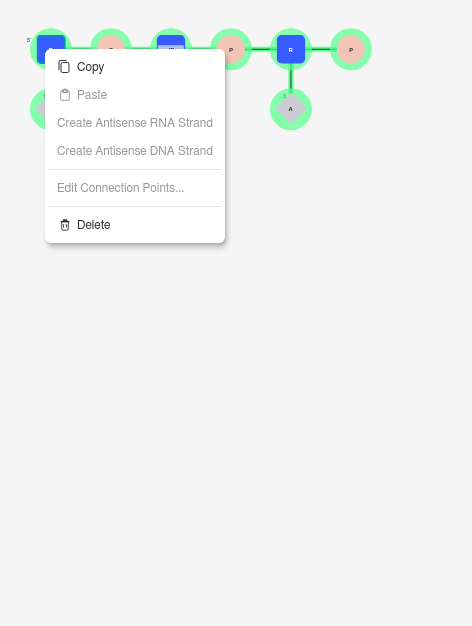 5'
P
R
P
Copy
Paste
3
A
Create Antisense RNA Strand
Create Antisense DNA Strand
Edit Connection Points...
Delete